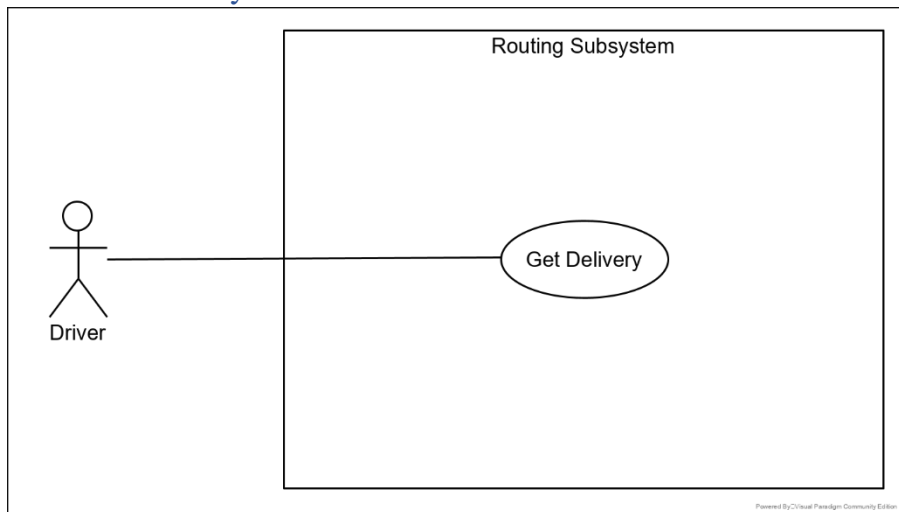 Routing Subsystem
Get Delivery
Driver
Powered By Visual Paradigm Community Edition